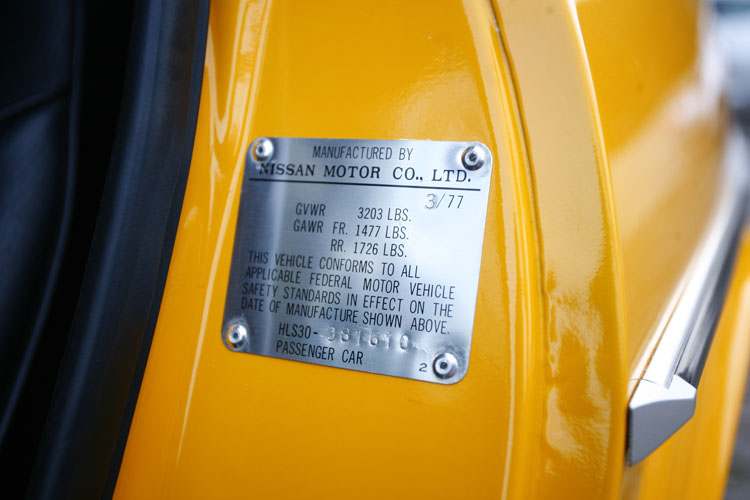 MANUFACTURED BY
NISSAN MOTOR CO., LTD.
3/77
GVWR 3203 LBS.
GAWR FR. 1477 LBS.
RR. 1726 LBS.
THIS VEHICLE CONFORMS TO ALL
APPLICABLE FEDERAL MOTOR VEHICLE
SAFETY STANDARDS IN EFFECT ON THE
DATE OF MANUFACTURE SHOWN ABOVE.
HLS30-381610
PASSENGER CAR 2